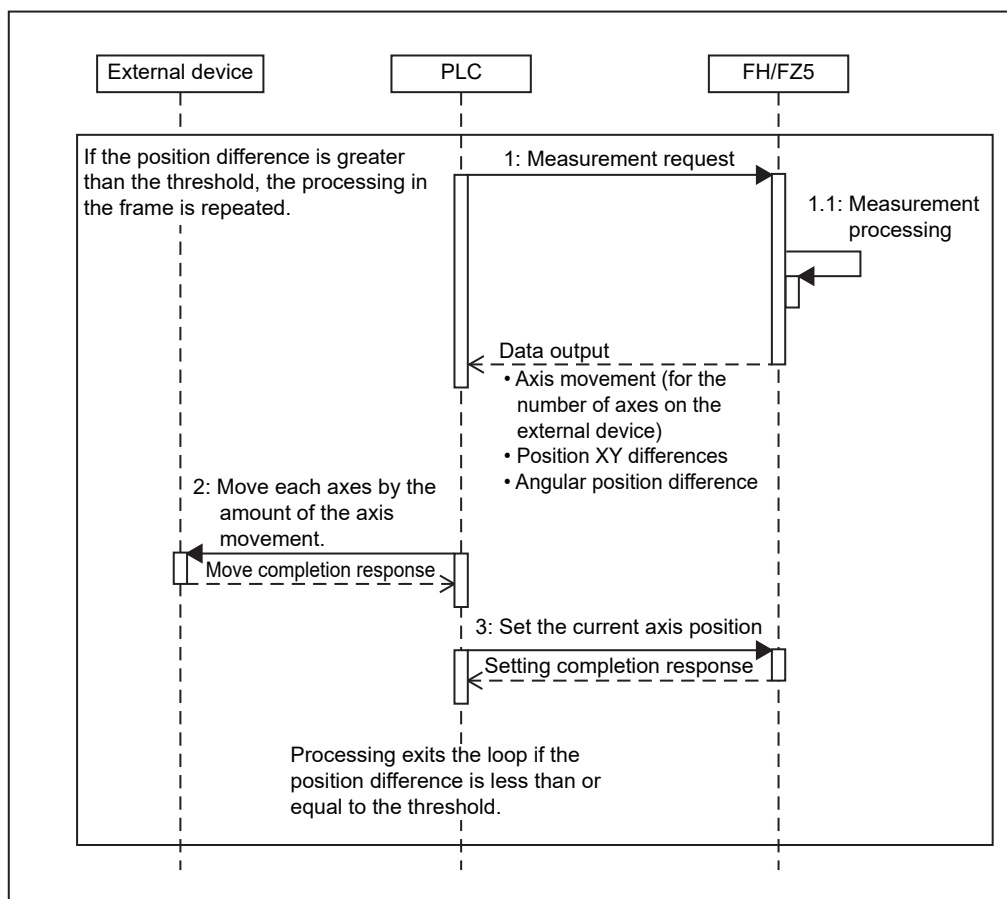 External device
PLC
FH/FZ5
If the position difference is greater
than the threshold, the processing in
the frame is repeated.
1: Measurement request
1.1: Measurement
processing
Data output
• Axis movement (for the
number of axes on the
external device)
• Position XY differences
• Angular position difference
2: Move each axes by the
amount of the axis
movement.
Move completion response
3: Set the current axis position
Setting completion response
Processing exits the loop if the
position difference is less than or
equal to the threshold.